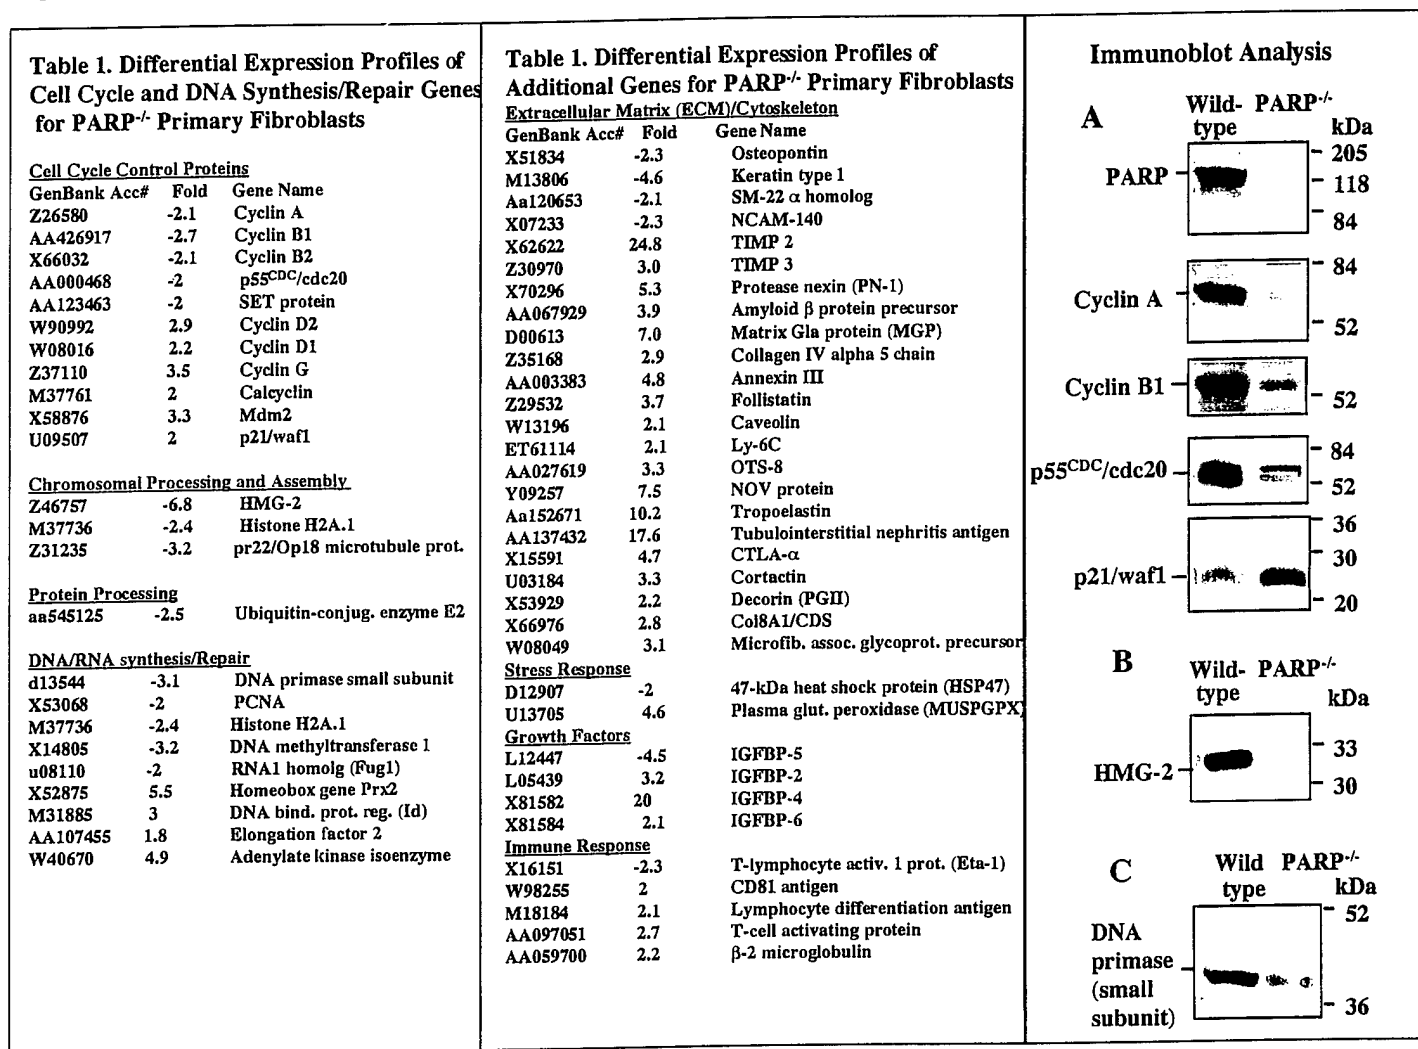 Table 1. Differential Expression Profiles of
Cell Cycle and DNA Synthesis/Repair Genes
for PARP-/- Primary Fibroblasts
Cell Cycle Control Proteins
GenBank Acc# Fold Gene Name
Z26580 -2.1 Cyclin A
AA426917 -2.7 Cyclin B1
X66032 -2.1 Cyclin B2
AA000468 -2 p55CDC/cdc20
AA123463 -2 SET protein
W90992 2.9 Cyclin D2
W08016 2.2 Cyclin D1
Z37110 3.5 Cyclin G
M37761 2 Calcyclin
X58876 3.3 Mdm2
U09507 2 p21/waf1
Chromosomal Processing and Assembly
Z46757 -6.8 HMG-2
M37736 -2.4 Histone H2A.1
Z31235 -3.2 pr22/Op18 microtubule prot.
Protein Processing
aa545125 -2.5 Ubiquitin-conjug. enzyme E2
DNA/RNA synthesis/Repair
d13544 -3.1 DNA primase small subunit
X53068 -2 PCNA
M37736 -2.4 Histone H2A.1
X14805 -3.2 DNA methyltransferase 1
u08110 -2 RNA1 homolg (Fug1)
X52875 5.5 Homeobox gene Prx2
M31885 3 DNA bind. prot. reg. (Id)
AA107455 1.8 Elongation factor 2
W40670 4.9 Adenylate kinase isoenzyme
Table 1. Differential Expression Profiles of
Additional Genes for PARP-/- Primary Fibroblasts
Extracellular Matrix (ECM)/Cytoskeleton
GenBank Acc# Fold Gene Name
X51834 -2.3 Osteopontin
M13806 -4.6 Keratin type 1
Aa120653 -2.1 SM-22 α homolog
X07233 -2.3 NCAM-140
X62622 24.8 TIMP 2
Z30970 3.0 TIMP 3
X70296 5.3 Protease nexin (PN-1)
AA067929 3.9 Amyloid β protein precursor
D00613 7.0 Matrix Gla protein (MGP)
Z35168 2.9 Collagen IV alpha 5 chain
AA003383 4.8 Annexin III
Z29532 3.7 Follistatin
W13196 2.1 Caveolin
ET61114 2.1 Ly-6C
AA027619 3.3 OTS-8
Y09257 7.5 NOV protein
Aa152671 10.2 Tropoelastin
AA137432 17.6 Tubulointerstitial nephritis antigen
X15591 4.7 CTLA-α
U03184 3.3 Cortactin
X53929 2.2 Decorin (PGII)
X66976 2.8 Col8A1/CDS
W08049 3.1 Microfib. assoc. glycoprot. precursor
Stress Response
D12907 -2 47-kDa heat shock protein (HSP47)
U13705 4.6 Plasma glut. peroxidase (MUSPGPX)
Growth Factors
L12447 -4.5 IGFBP-5
L05439 3.2 IGFBP-2
X81582 20 IGFBP-4
X81584 2.1 IGFBP-6
Immune Response
X16151 -2.3 T-lymphocyte activ. 1 prot. (Eta-1)
W98255 2 CD81 antigen
M18184 2.1 Lymphocyte differentiation antigen
AA097051 2.7 T-cell activating protein
AA059700 2.2 β-2 microglobulin
Immunoblot Analysis
A
Wild- PARP-/-
type kDa
205
PARP 118
84
84
Cyclin A
52
Cyclin B1
52
84
p55CDC/cdc20
52
36
30
p21/waf1
20
B
Wild- PARP-/-
type kDa
33
HMG-2
30
C
Wild PARP-/-
type kDa
52
DNA
primase
(small
36
subunit)